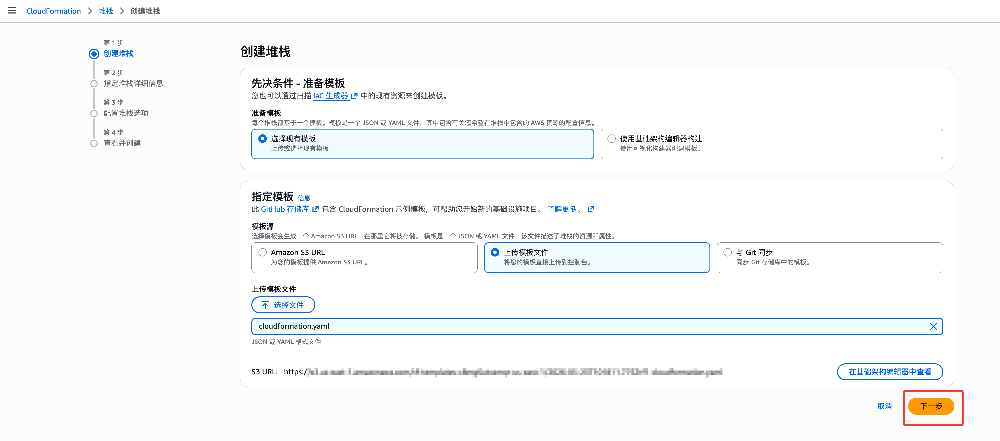 CloudFormation > 堆栈 > 创建堆栈
第 1 步
创建堆栈
第 2 步
指定堆栈详细信息
第 3 步
配置堆栈选项
第 4 步
查看并创建
创建堆栈
先决条件 - 准备模板
您也可以通过扫描 IaC 生成器 中的现有资源来创建模板。
准备模板
每个堆栈都基于一个模板。模板是一个 JSON 或 YAML 文件，其中包含有关您希望在堆栈中包含的 AWS 资源的配置信息。
选择现有模板
上传或选择现有模板。
使用基础架构编辑器构建
使用可视化构建器创建模板。
指定模板 信息
此 GitHub 存储库 包含 CloudFormation 示例模板，可帮助您开始新的基础设施项目。 了解更多。
模板源
选择模板会生成一个 Amazon S3 URL，在那里它将被存储。 模板是一个 JSON 或 YAML 文件，该文件描述了堆栈的资源和属性。
Amazon S3 URL
为您的模板提供 Amazon S3 URL。
上传模板文件
将您的模板直接上传到控制台。
与 Git 同步
同步 Git 存储库中的模板。
上传模板文件
选择文件
cloudformation.yaml
JSON 或 YAML 格式文件
S3 URL: https:/
在基础架构编辑器中查看
取消
下一步